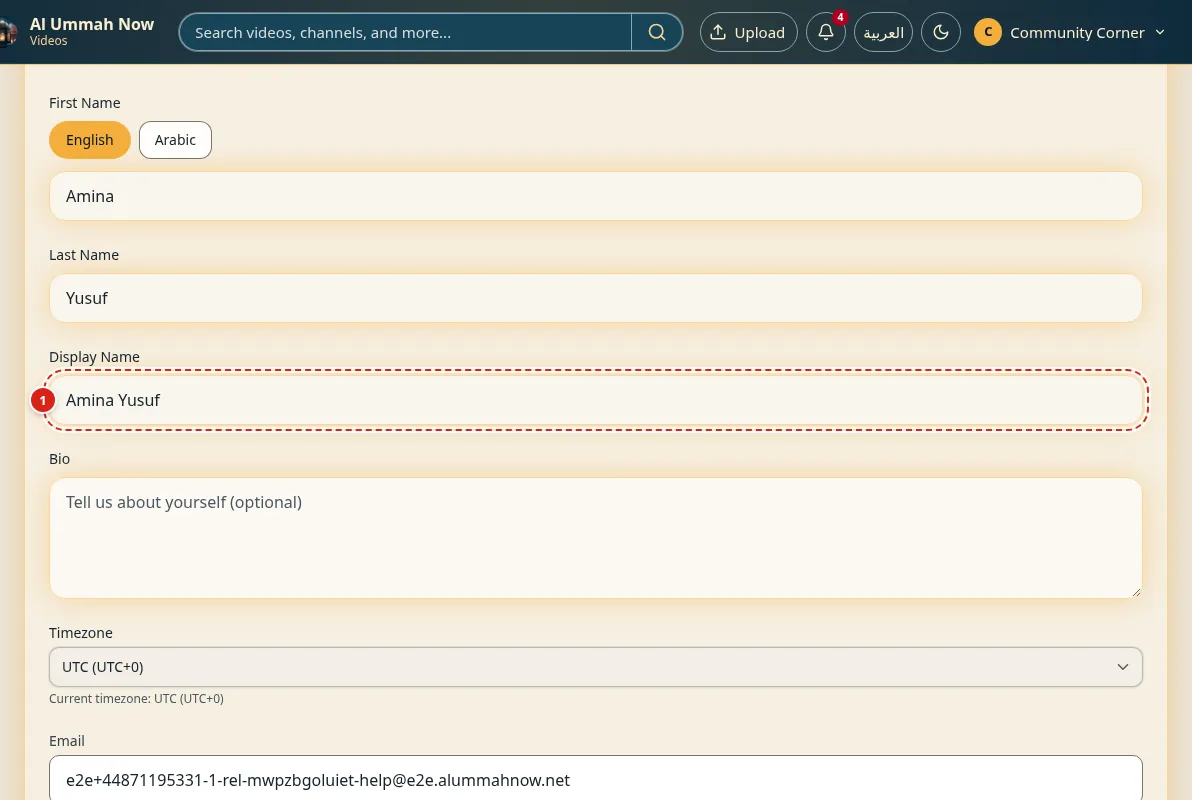 Al Ummah Now
Videos
Search videos, channels, and more...
Upload
4
العربية
C
Community Corner
First Name
English
Arabic
Amina
Last Name
Yusuf
Display Name
1
Amina Yusuf
Bio
Tell us about yourself (optional)
Timezone
UTC (UTC+0)
Current timezone: UTC (UTC+0)
Email
e2e+44871195331-1-rel-mwpzbgoluiet-help@e2e.alummahnow.net